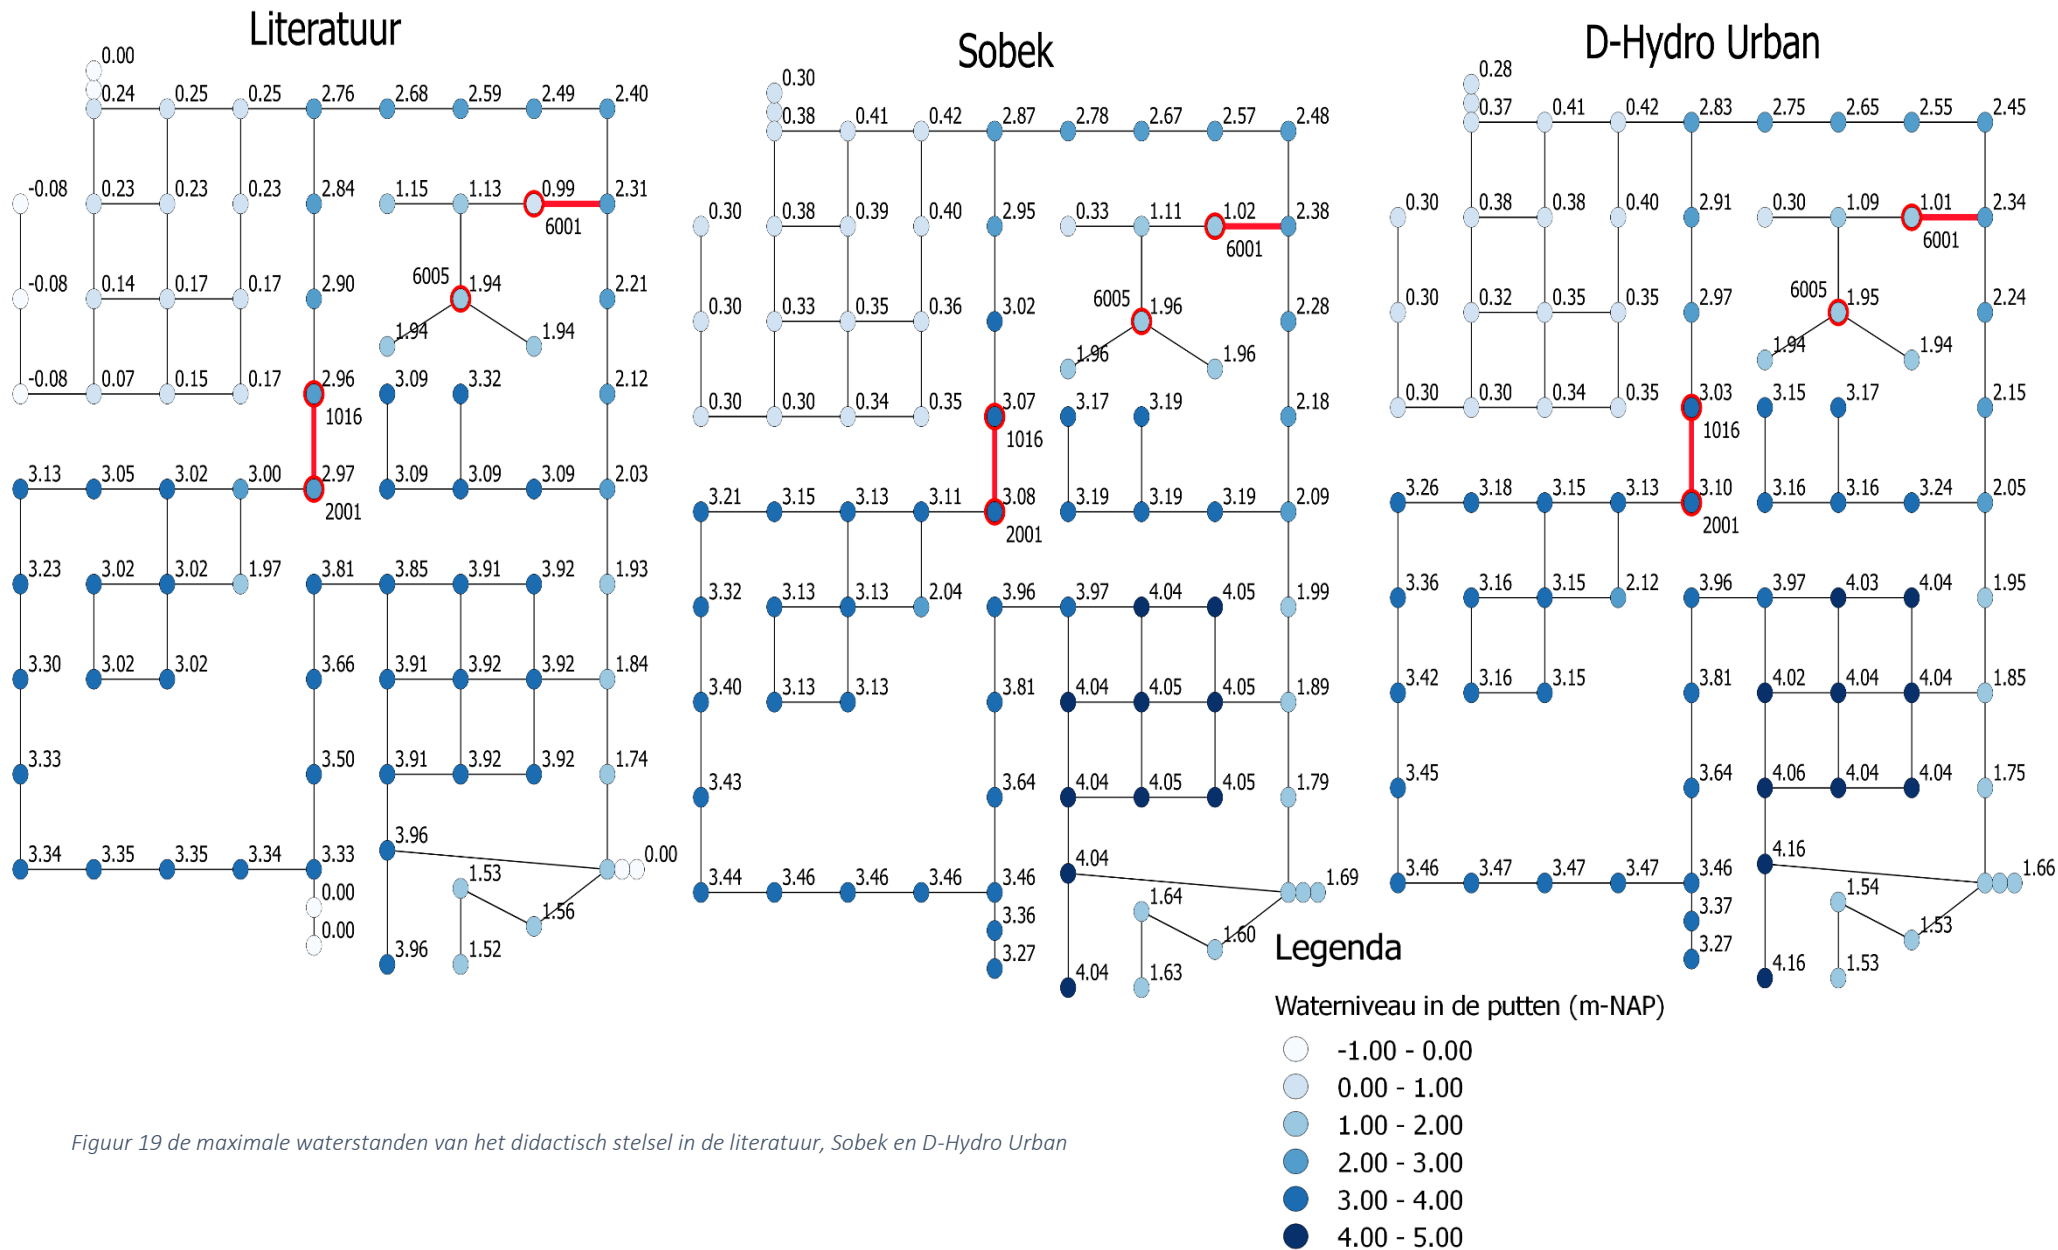 Literatuur
0.00
0.24 0.25 0.25 2.76 2.68 2.59 2.49 2.40
-0.08 0.23 0.23 0.23 2.84 1.15 1.13 0.99 2.31
6001
-0.08 0.14 0.17 0.17 2.90 6005 1.94 2.21
1.94 1.94
-0.08 0.07 0.15 0.17 2.96 3.09 3.32 2.12
1016
3.13 3.05 3.02 3.00 2.97 3.09 3.09 3.09 2.03
2001
3.23 3.02 3.02 1.97 3.81 3.85 3.91 3.92 1.93
3.30 3.02 3.02 3.66 3.91 3.92 3.92 1.84
3.33 3.50 3.91 3.92 3.92 1.74
3.96
3.34 3.35 3.35 3.34 3.33 0.00
0.00 1.53
0.00 1.56
3.96 1.52
Sobek
0.30
0.38 0.41 0.42 2.87 2.78 2.67 2.57 2.48
0.30 0.38 0.39 0.40 2.95 0.33 1.11 1.02 2.38
6001
0.30 0.33 0.35 0.36 3.02 6005 1.96 2.28
1.96 1.96
0.30 0.30 0.34 0.35 3.07 3.17 3.19 2.18
1016
3.21 3.15 3.13 3.11 3.08 3.19 3.19 3.19 2.09
2001
3.32 3.13 3.13 2.04 3.96 3.97 4.04 4.05 1.99
3.40 3.13 3.13 3.81 4.04 4.05 4.05 1.89
3.43 3.64 4.04 4.05 4.05 1.79
4.04
3.44 3.46 3.46 3.46 3.46 1.69
3.36 1.64
3.27 1.60
4.04 1.63
D-Hydro Urban
0.28
0.37 0.41 0.42 2.83 2.75 2.65 2.55 2.45
0.30 0.38 0.38 0.40 2.91 0.30 1.09 1.01 2.34
6001
0.30 0.32 0.35 0.35 2.97 6005 1.95 2.24
1.94 1.94
0.30 0.30 0.34 0.35 3.03 3.15 3.17 2.15
1016
3.26 3.18 3.15 3.13 3.10 3.16 3.16 3.24 2.05
2001
3.36 3.16 3.15 2.12 3.96 3.97 4.03 4.04 1.95
3.42 3.16 3.15 3.81 4.02 4.04 4.04 1.85
3.45 3.64 4.06 4.04 4.04 1.75
4.16
3.46 3.47 3.47 3.47 3.46 1.66
3.37 1.54
3.27 1.53
4.16 1.53
Legenda
Waterniveau in de putten (m-NAP)
-1.00 - 0.00
0.00 - 1.00
1.00 - 2.00
2.00 - 3.00
3.00 - 4.00
4.00 - 5.00
Figuur 19 de maximale waterstanden van het didactisch stelsel in de literatuur, Sobek en D-Hydro Urban